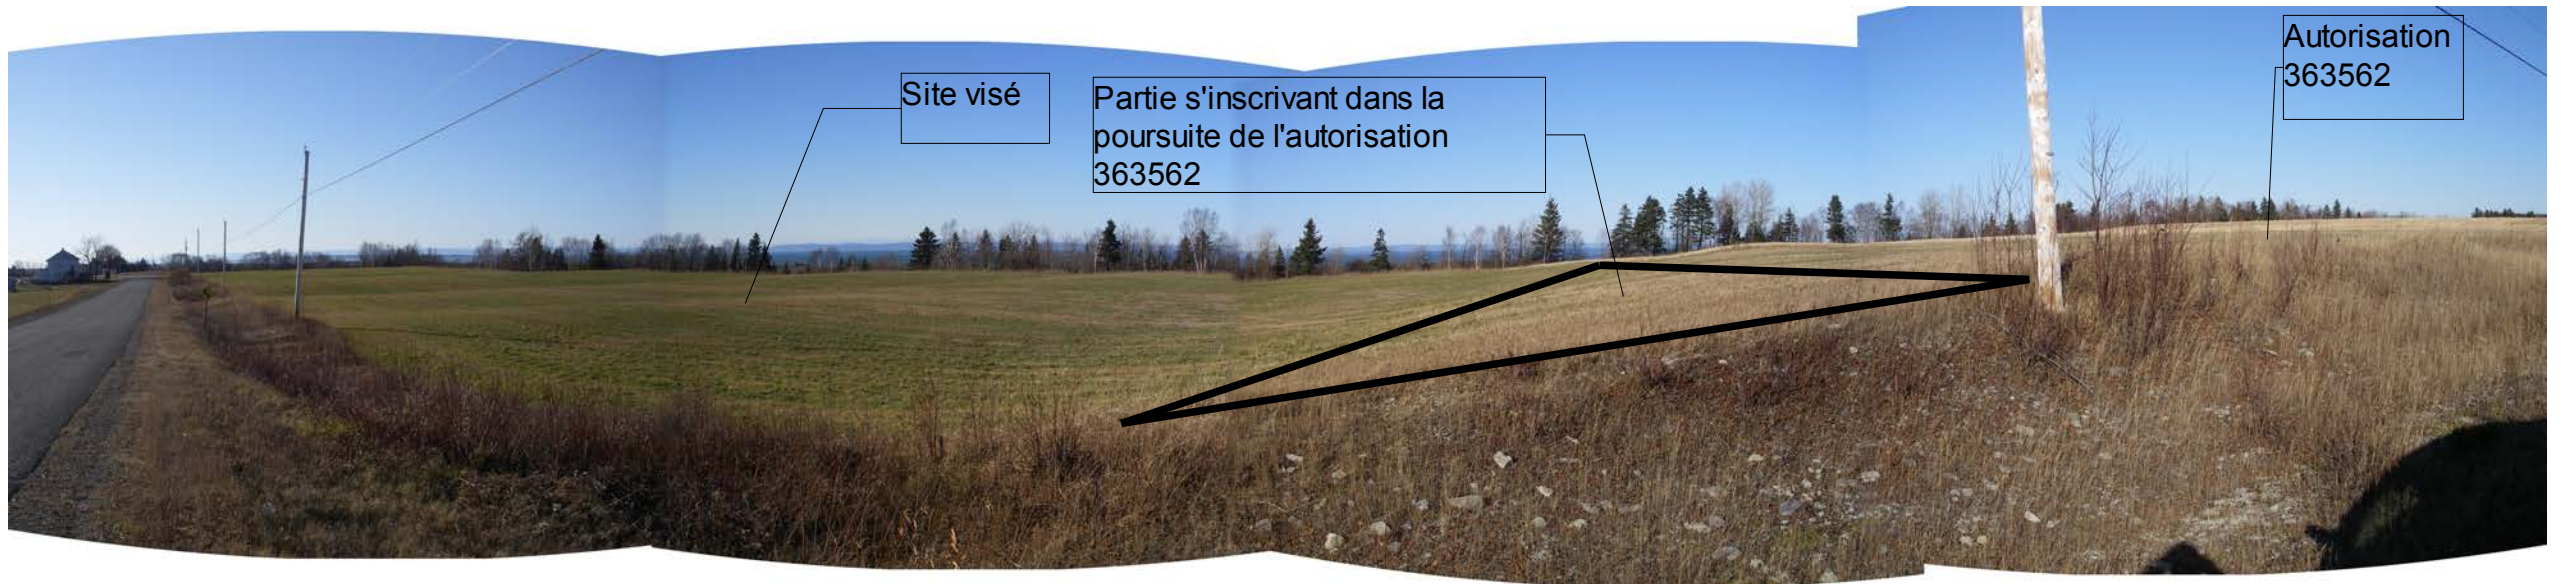 Site visé
Partie s'inscrivant dans la
poursuite de l'autorisation
363562
Autorisation
363562